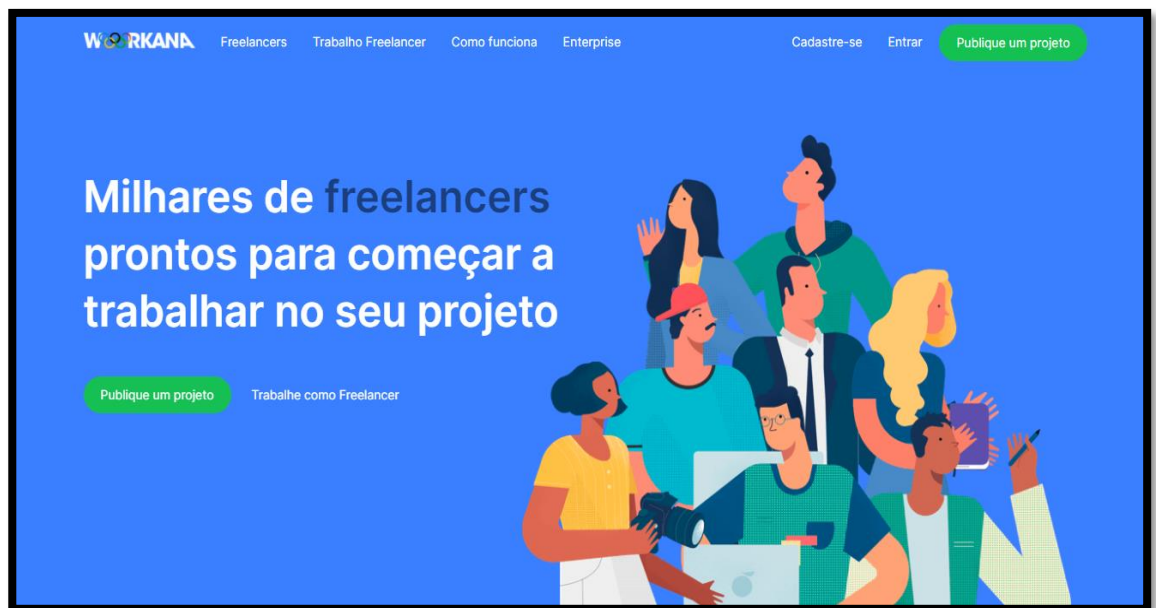 WORKANA
Freelancers
Trabalho Freelancer
Como funciona
Enterprise
Cadastre-se
Entrar
Publique um projeto
Milhares de freelancers
prontos para começar a
trabalhar no seu projeto
Publique um projeto
Trabalhe como Freelancer